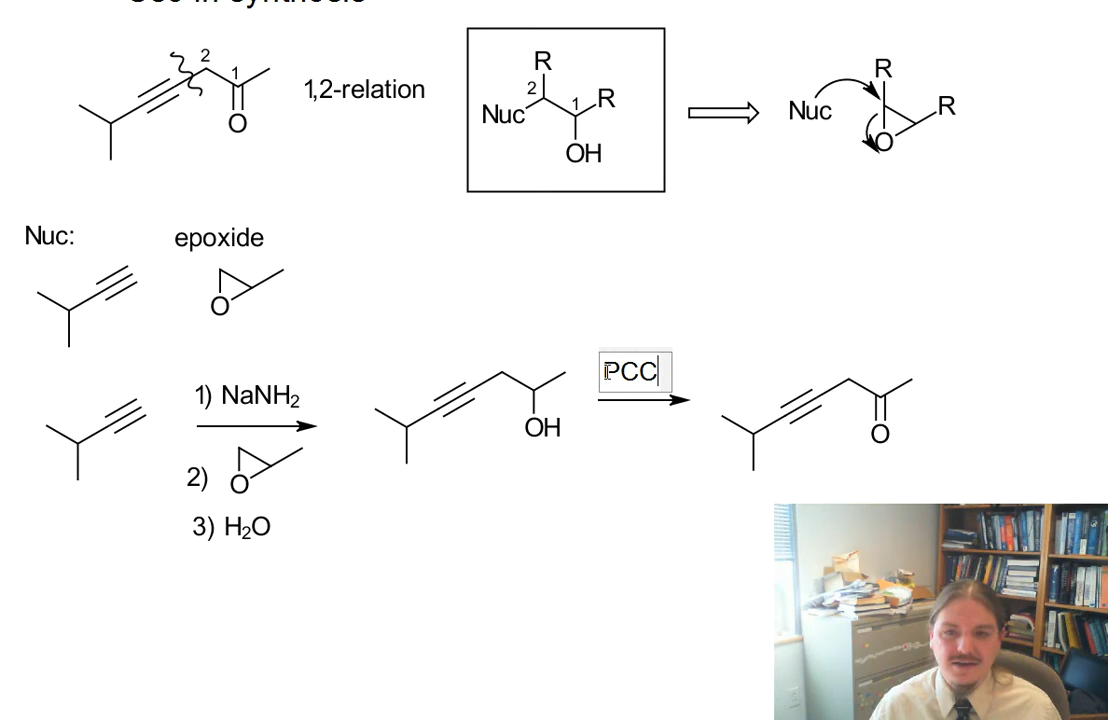 Use in synthesis
2
1
O
1,2-relation
R
2
Nuc
1
R
OH
Nuc
R
R
O
Nuc:
epoxide
O
1) NaNH₂
2)
O
3) H₂O
OH
PCC
O